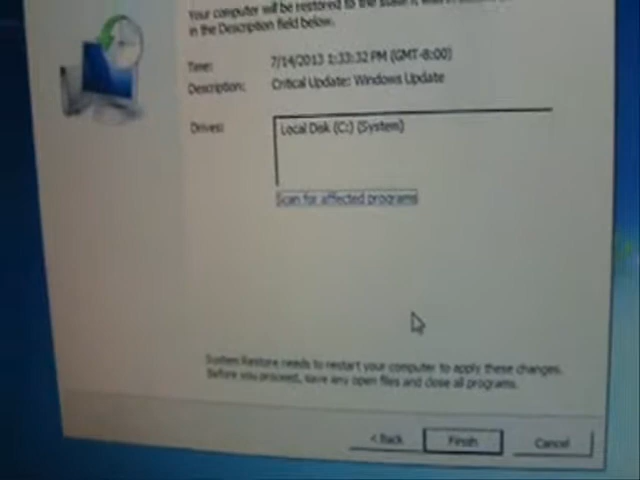 Your computer will be restored to the state it was in
in the Description field below.
Time: 7/14/2013 1:33:32 PM (GMT-8:00)
Description: Critical Update: Windows Update
Drives: Local Disk (C:) (System)
Scan for affected programs
System Restore needs to restart your computer to apply these changes.
Before you proceed, save any open files and close all programs.
< Back Finish Cancel